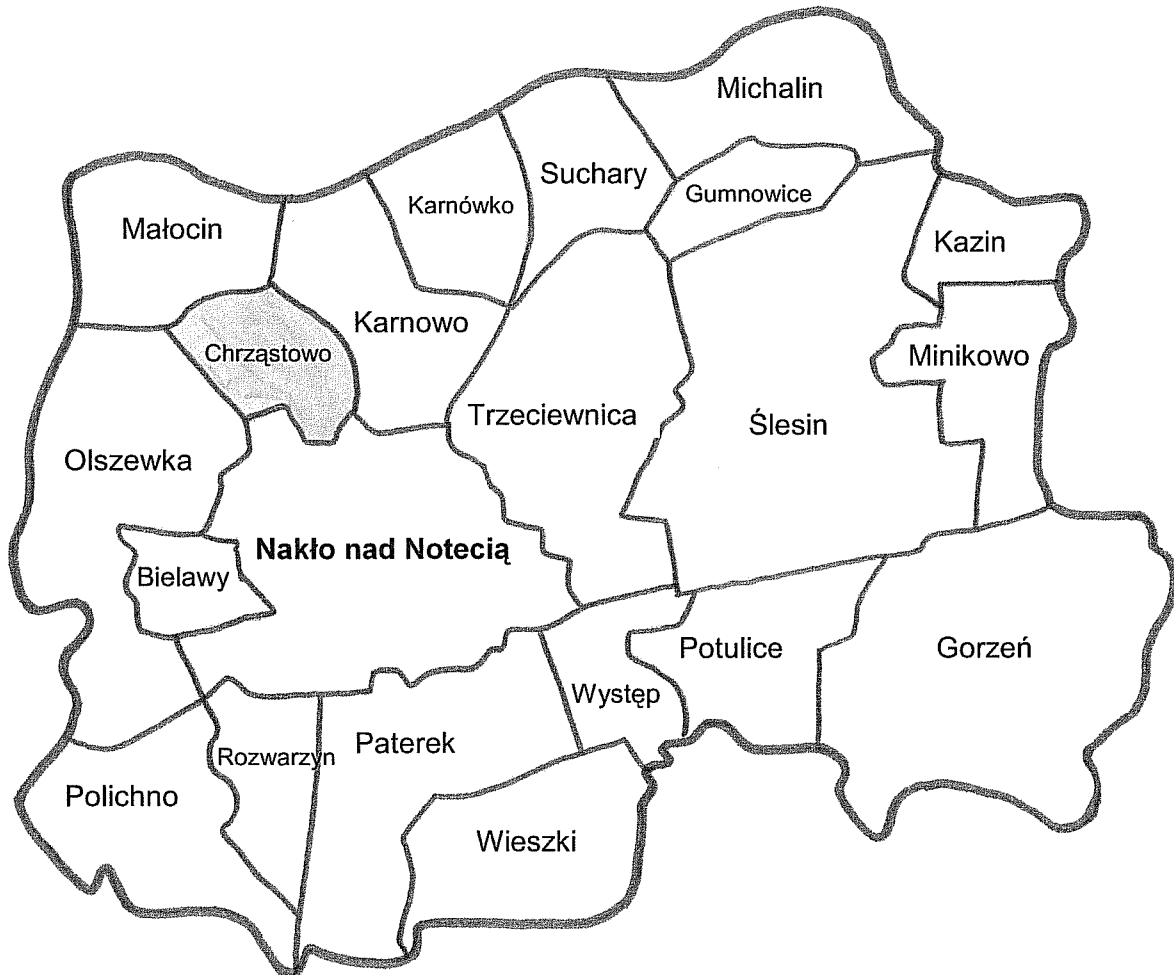 Michalin
Suchary
Gumnowice
Karnówko
Małocin
Kazin
Karnowo
Chrząstowo
Minikowo
Trzeciewnica
Ślesin
Olszewka
Nakło nad Notecią
Bielawy
Potulice
Gorzeń
Występ
Paterek
Rozwarzyn
Polichno
Wieszki